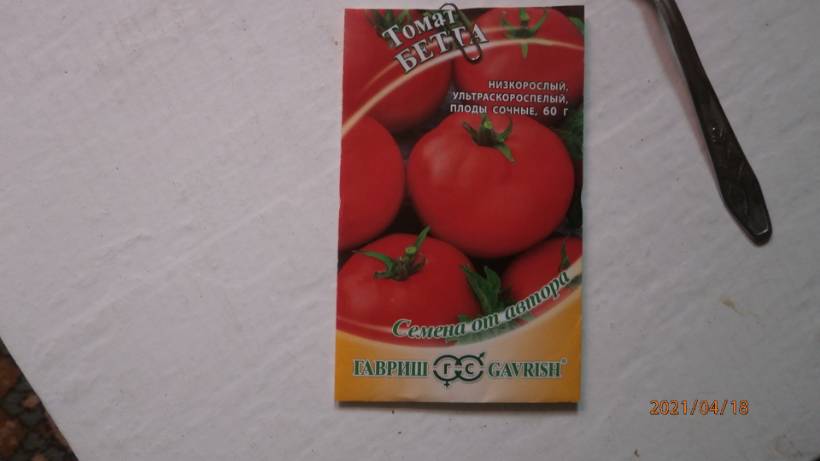 Томат
БЕТТА
НИЗКОРОСЛЫЙ,
УЛЬТРАСКОРОСПЕЛЫЙ,
ПЛОДЫ СОЧНЫЕ, 60 г
Семена от автора
ГАВРИШ ГС GAVRISH®
2021/04/18